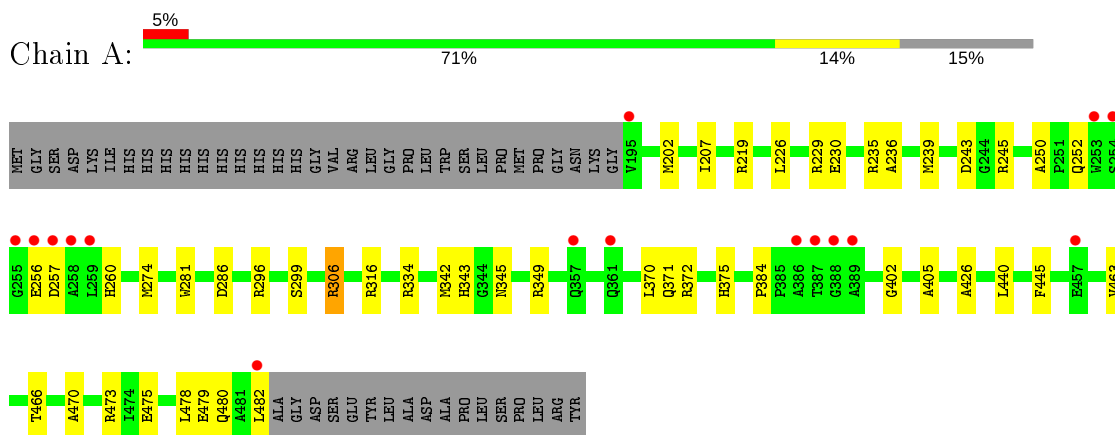 5%
Chain A:
71% 14% 15%
MET GLY SER ASP LYS ILE HIS HIS HIS HIS HIS HIS HIS HIS HIS HIS GLY VAL ARG LEU GLY PRO LEU TRP SER LEU PRO MET PRO GLY ASN LYS GLY V195 M202 I207 R219 L226 R229 E230 R235 A236 M239 D243 G244 R245 A250 P251 Q252 W253 S254
G255 E256 D257 A258 L259 H260 M274 W281 D286 R296 S299 R306 R316 R334 M342 H343 G344 N345 R349 Q357 Q361 L370 Q371 R372 H375 P384 P385 A386 T387 G388 A389 G402 A405 A426 L440 F445 E457 V463
T466 A470 R473 I474 E475 L478 E479 Q480 A481 L482 ALA GLY ASP SER GLU TYR LEU ALA ASP ALA PRO LEU SER PRO LEU ARG TYR